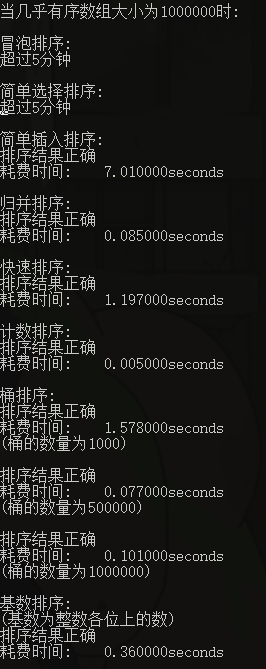 当几乎有序数组大小为1000000时:
冒泡排序:
超过5分钟
简单选择排序:
超过5分钟
简单插入排序:
排序结果正确
耗费时间: 7.010000seconds
归并排序:
排序结果正确
耗费时间: 0.085000seconds
快速排序:
排序结果正确
耗费时间: 1.197000seconds
计数排序:
排序结果正确
耗费时间: 0.005000seconds
桶排序:
排序结果正确
耗费时间: 1.578000seconds
(桶的数量为1000)
排序结果正确
耗费时间: 0.077000seconds
(桶的数量为500000)
排序结果正确
耗费时间: 0.101000seconds
(桶的数量为1000000)
基数排序:
(基数为整数各位上的数)
排序结果正确
耗费时间: 0.360000seconds